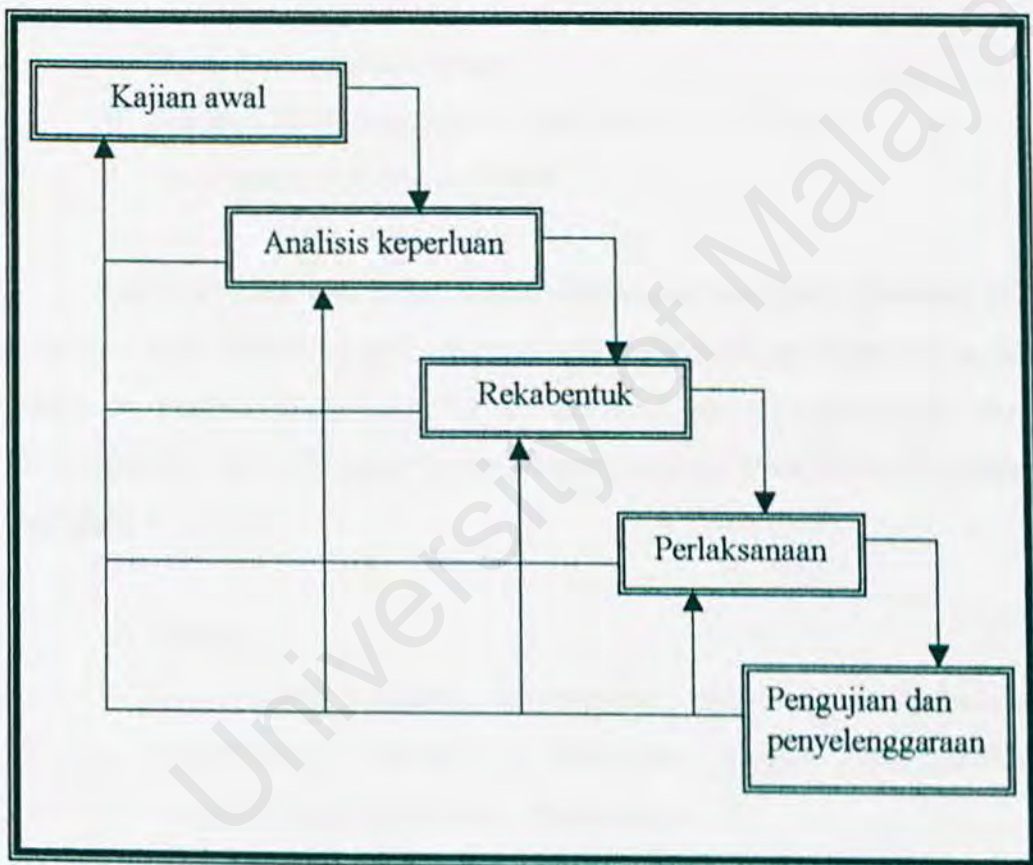 Kajian awal
Analisis keperluan
Rekabentuk
Perlaksanaan
Pengujian dan
penyelenggaraan
University of Malaya